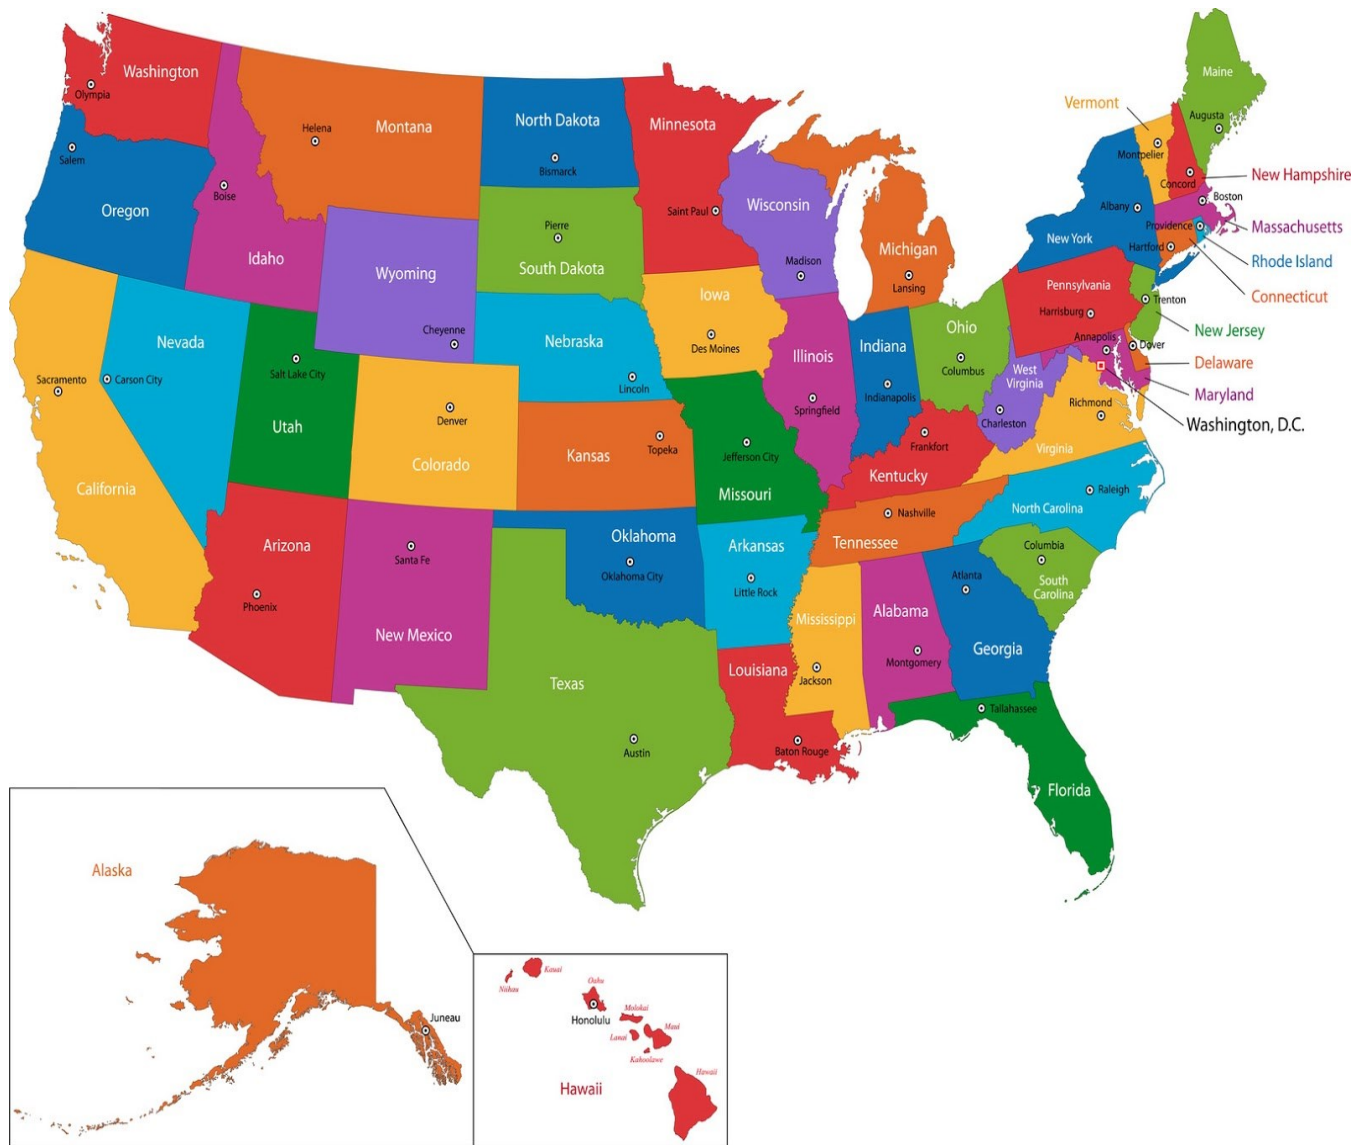 Washington
Olympia
Oregon
Salem
California
Sacramento
Nevada
Carson City
Idaho
Boise
Montana
Helena
Wyoming
Cheyenne
Utah
Salt Lake City
Colorado
Denver
Arizona
Phoenix
New Mexico
Santa Fe
North Dakota
Bismarck
Pierre
South Dakota
Nebraska
Lincoln
Kansas
Topeka
Oklahoma
Oklahoma City
Texas
Austin
Minnesota
Saint Paul
Iowa
Des Moines
Missouri
Jefferson City
Arkansas
Little Rock
Louisiana
Baton Rouge
Wisconsin
Madison
Illinois
Springfield
Michigan
Lansing
Indiana
Indianapolis
Ohio
Columbus
Kentucky
Frankfort
Tennessee
Nashville
Mississippi
Jackson
Alabama
Montgomery
Georgia
Atlanta
Florida
Tallahassee
South
Carolina
Columbia
North Carolina
Raleigh
Virginia
Richmond
West
Virginia
Charleston
Pennsylvania
Harrisburg
Annapolis
New York
Albany
Vermont
Montpelier
Maine
Augusta
Concord
New Hampshire
Boston
Massachusetts
Providence
Rhode Island
Hartford
Connecticut
Trenton
New Jersey
Dover
Delaware
Maryland
Washington, D.C.
Alaska
Juneau
Niihau
Kauai
Oahu
Honolulu
Molokai
Lanai
Maui
Kahoolawe
Hawaii
Hawaii